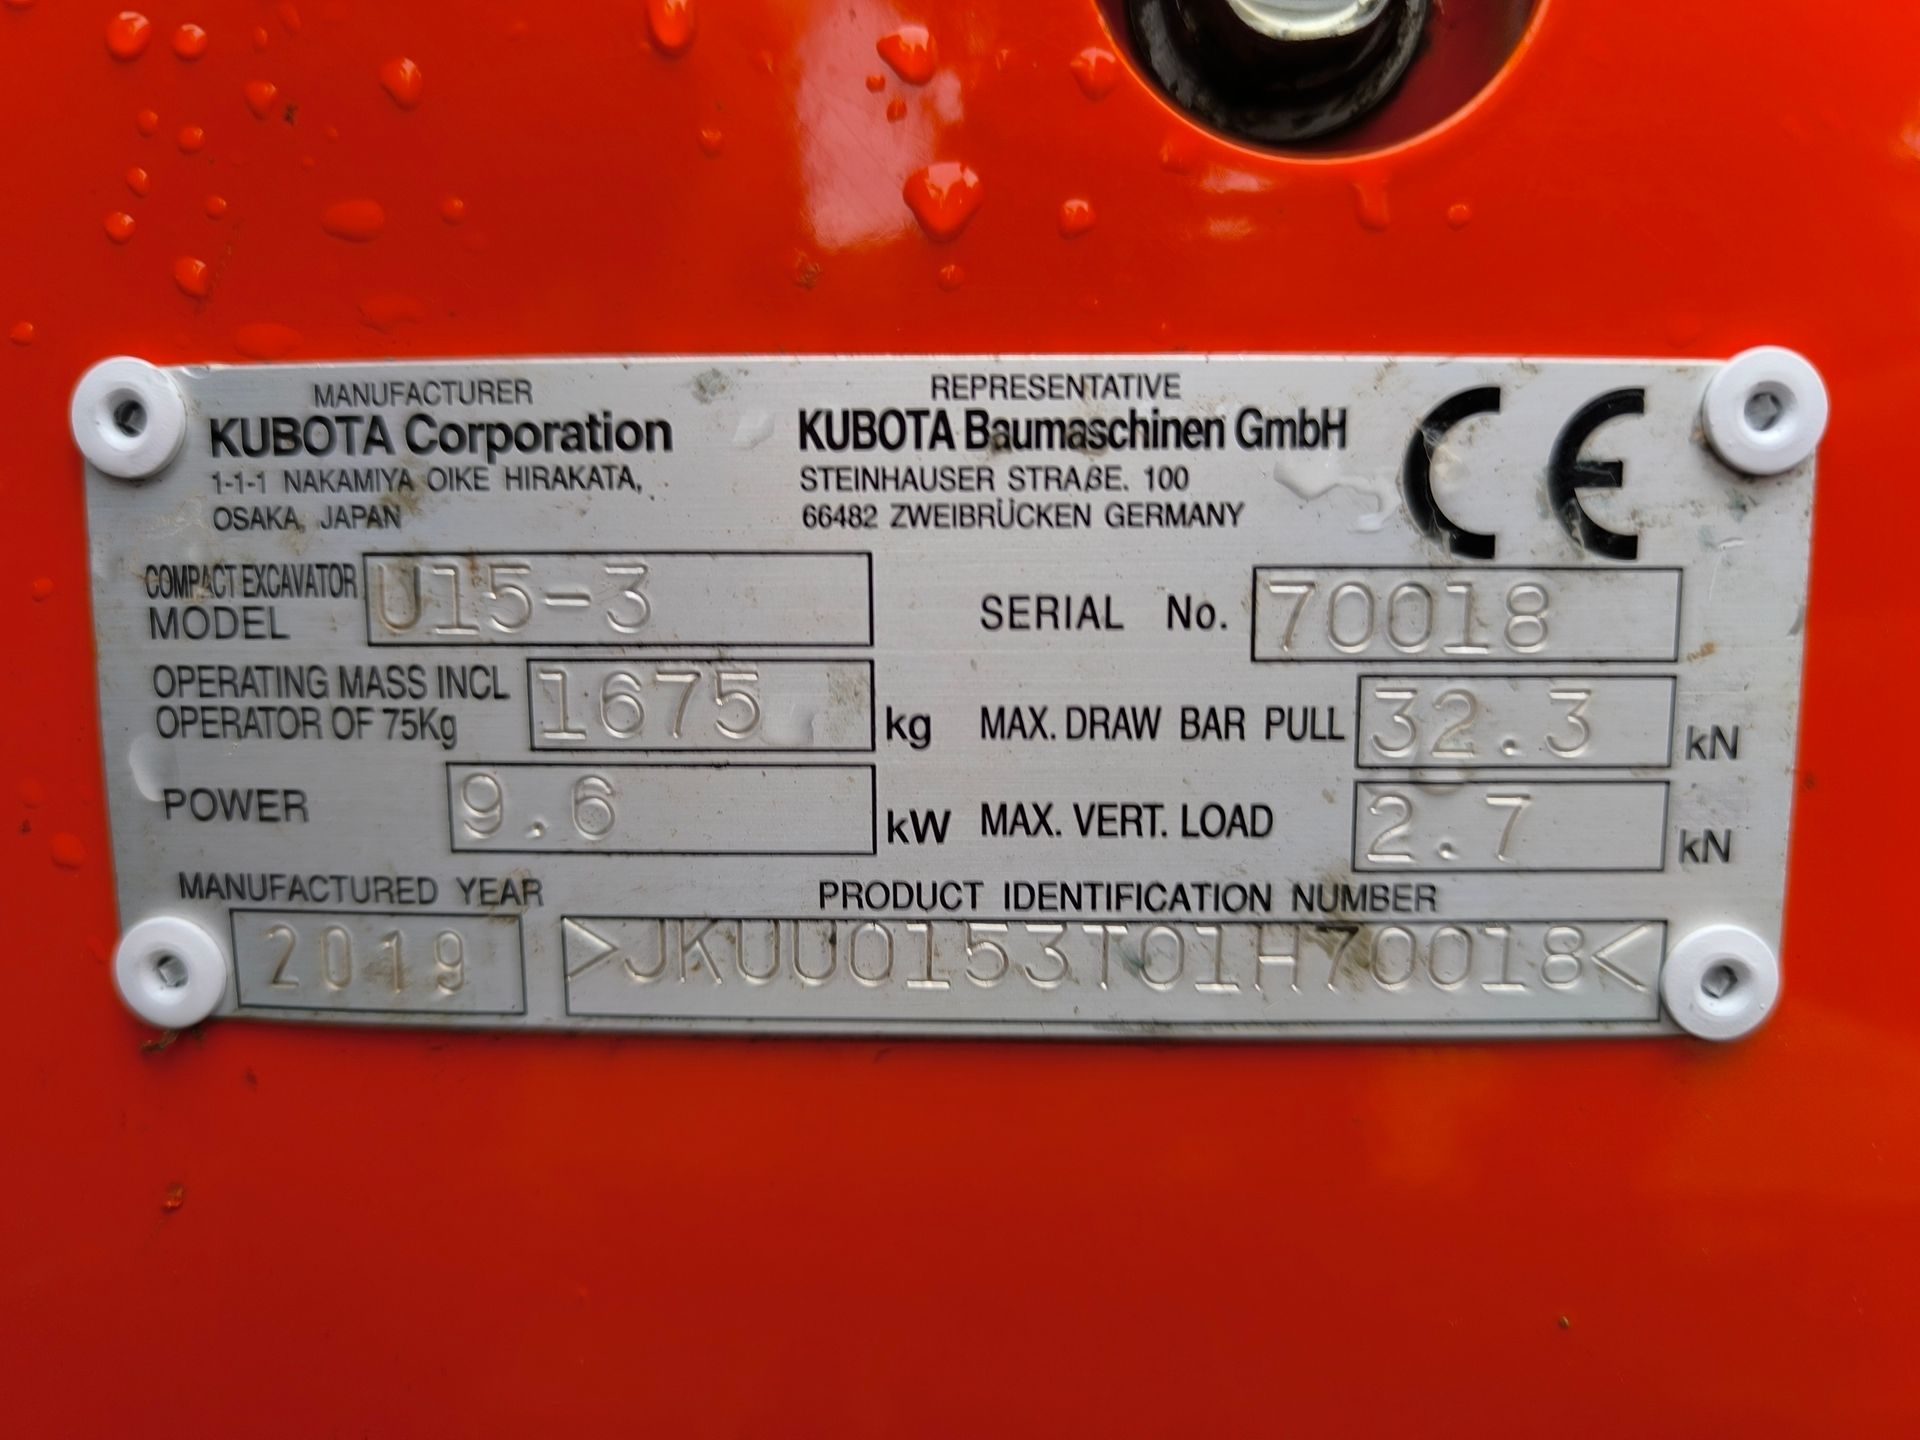 MANUFACTURER
KUBOTA Corporation
1-1-1 NAKAMIYA OIKE HIRAKATA,
OSAKA, JAPAN
REPRESENTATIVE
KUBOTA Baumaschinen GmbH
STEINHAUSER STRAßE. 100
66482 ZWEIBRÜCKEN GERMANY
CE
COMPACT EXCAVATOR
MODEL U15-3
SERIAL No. 70018
OPERATING MASS INCL
OPERATOR OF 75Kg 1675 kg
MAX. DRAW BAR PULL 32.3 kN
POWER 9.6 kW
MAX. VERT. LOAD 2.7 kN
MANUFACTURED YEAR
2019
PRODUCT IDENTIFICATION NUMBER
>JKUU0153T01H70018<